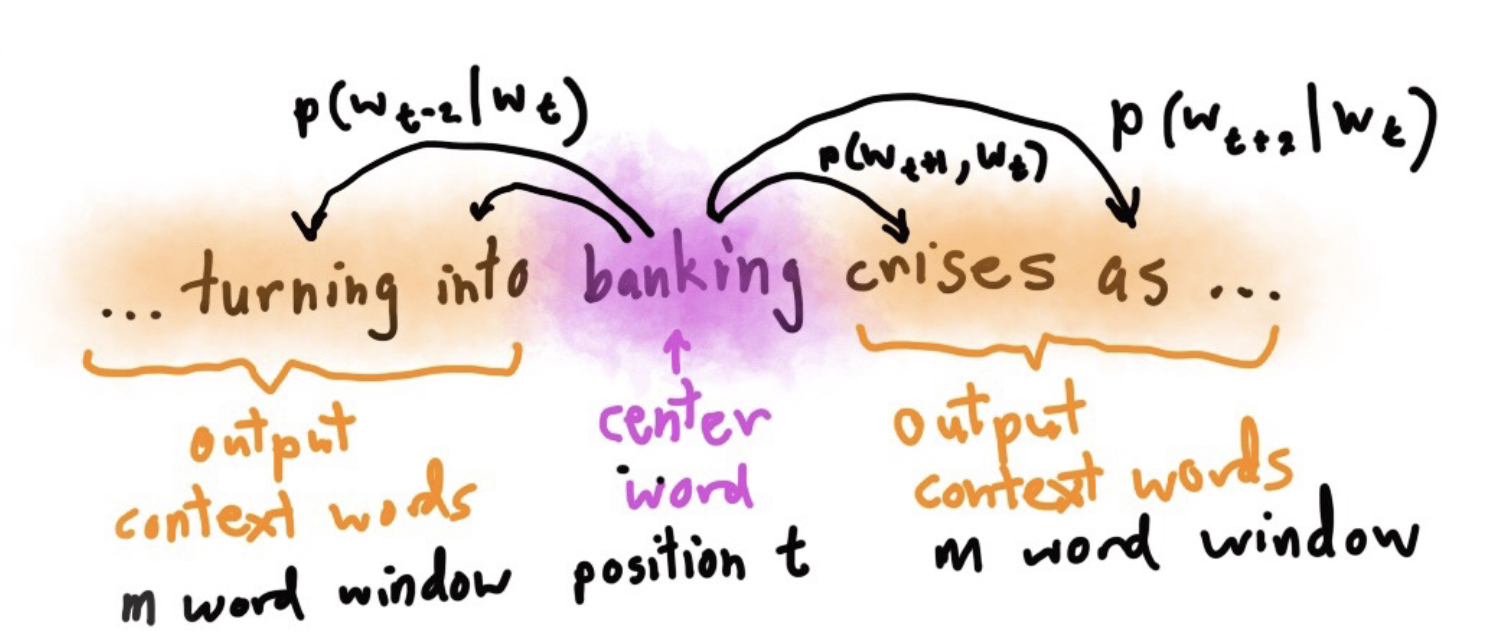 p(w_{t-2}|w_t)
p(w_{t+1},w_t)
p(w_{t+2}|w_t)
... turning into banking crises as ...
output
context wods
m word window
center
word
position t
output
context words
m word window